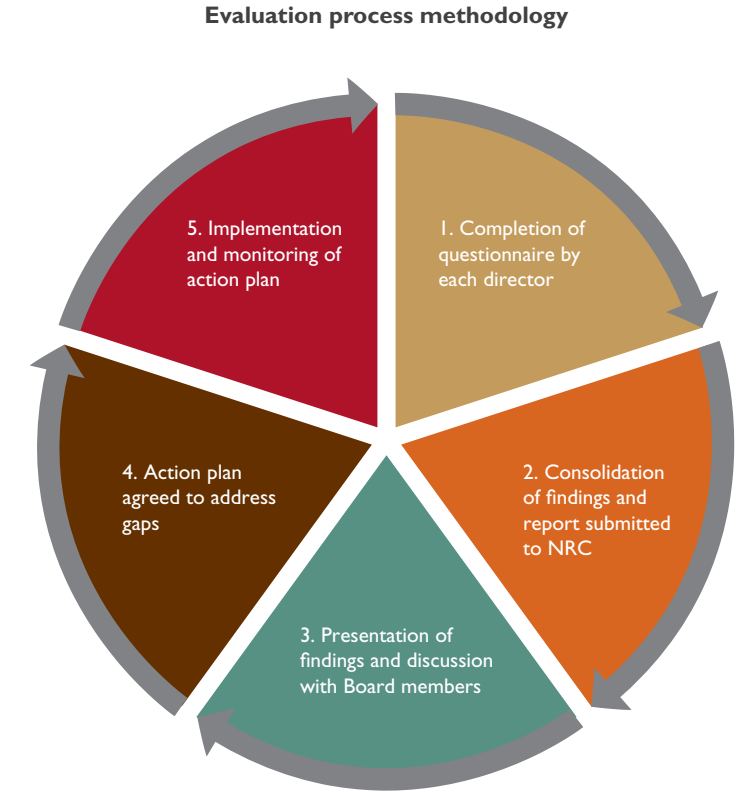 Evaluation process methodology
1. Completion of
questionnaire by
each director
2. Consolidation
of findings and
report submitted
to NRC
3. Presentation of
findings and discussion
with Board members
4. Action plan
agreed to address
gaps
5. Implementation
and monitoring of
action plan